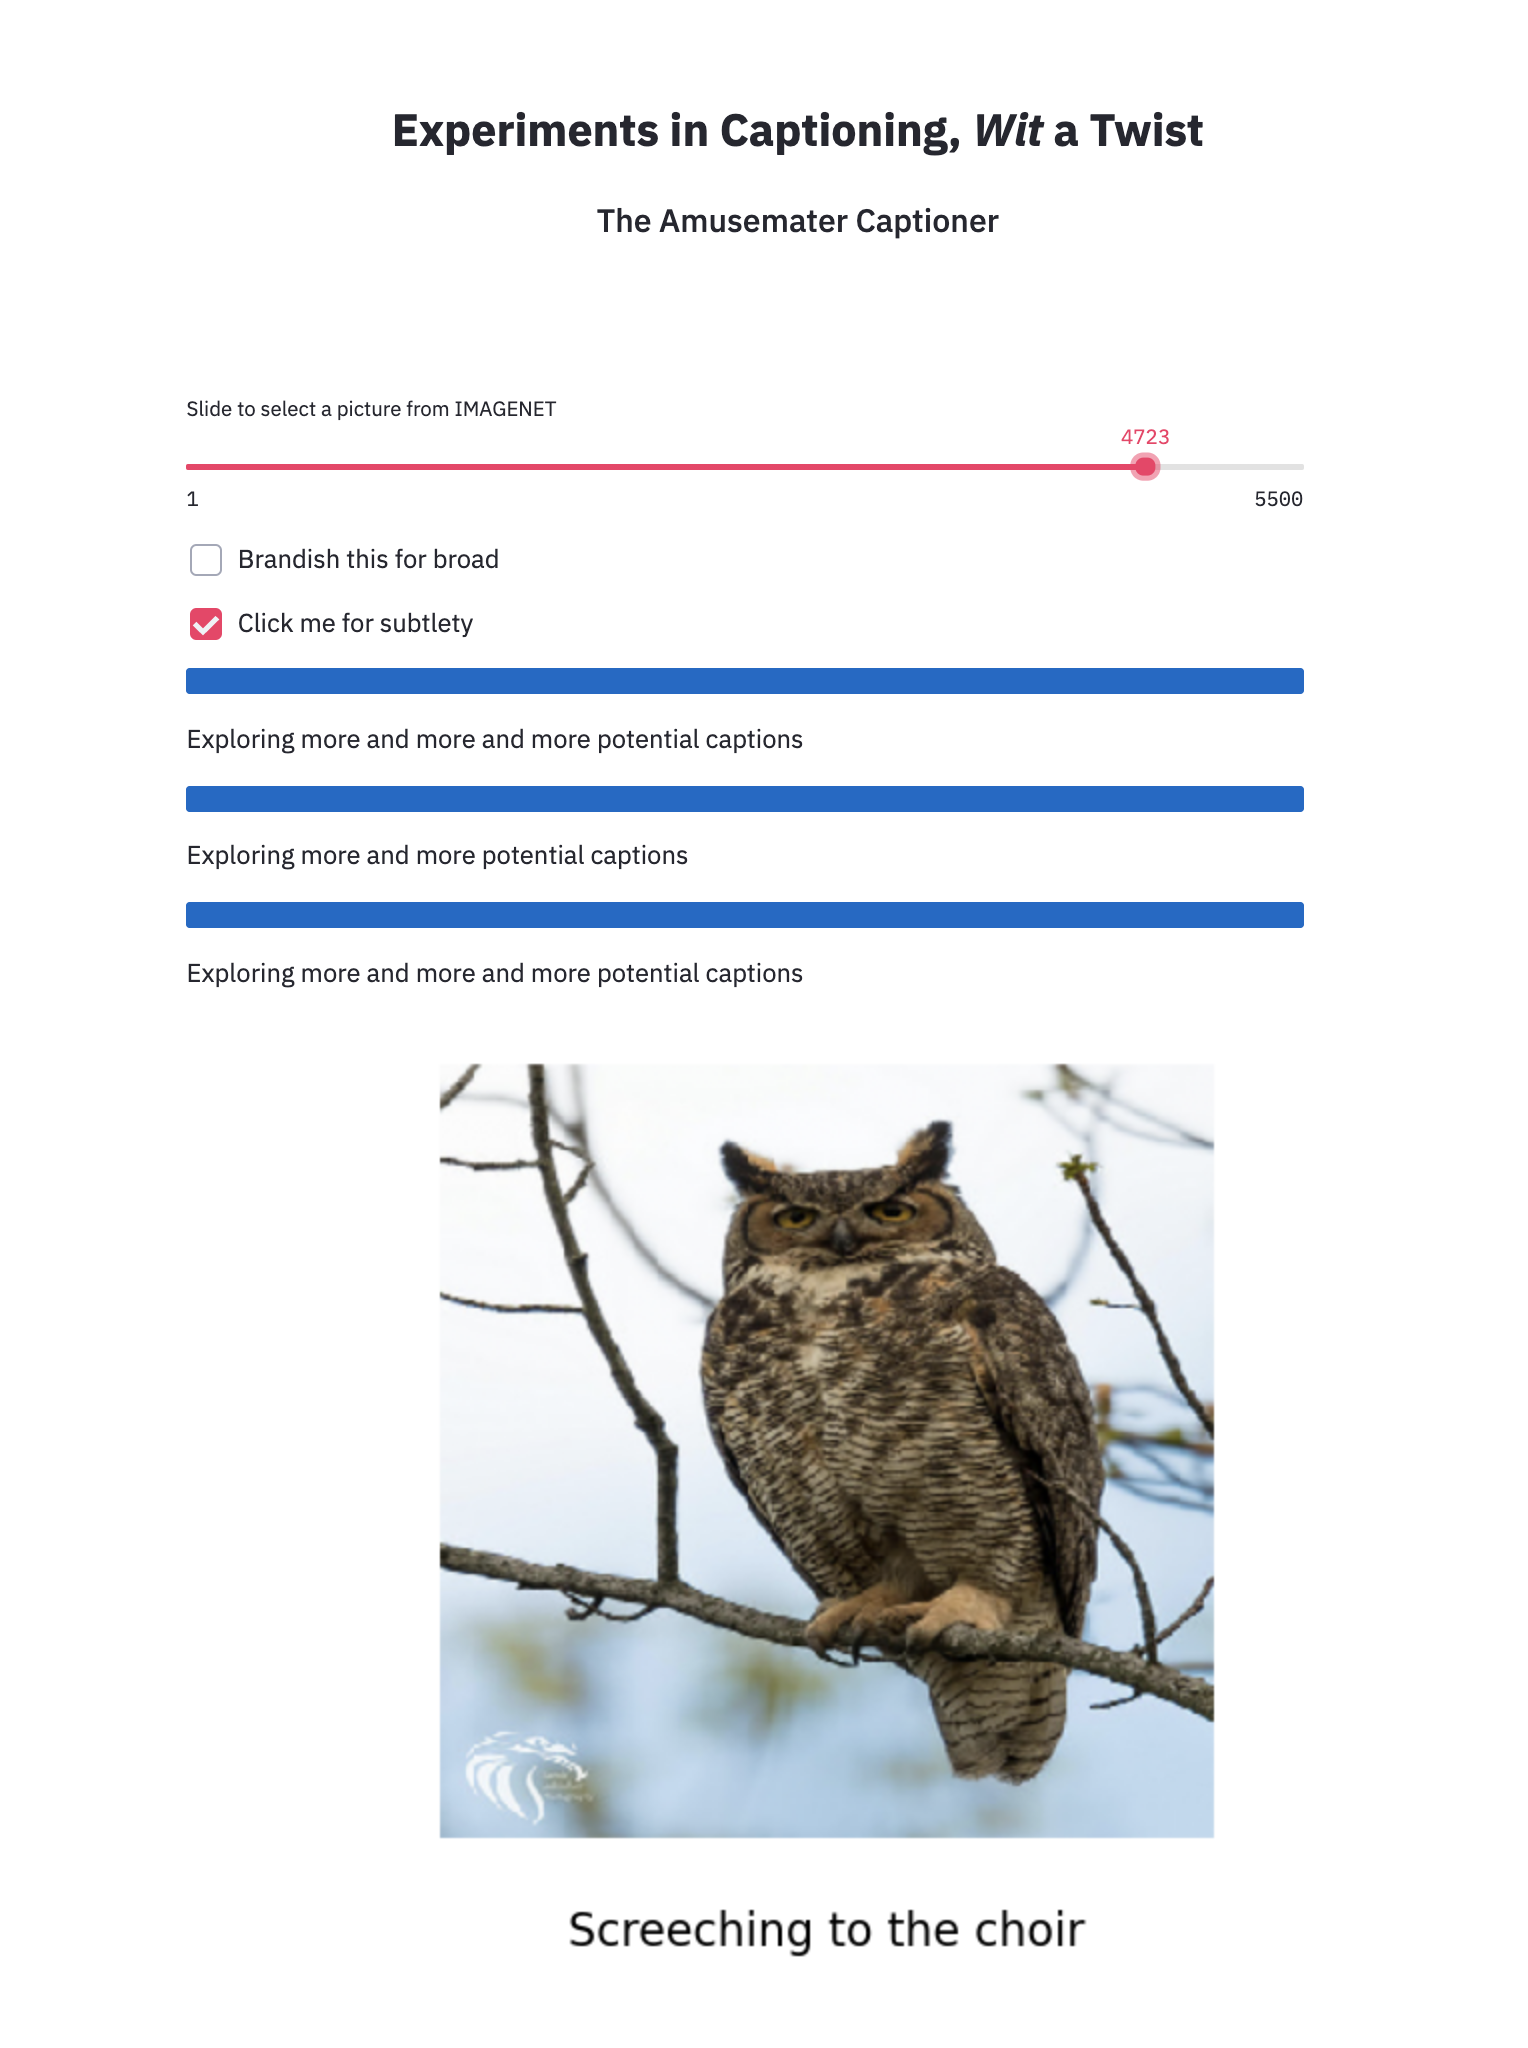 Experiments in Captioning, Wit a Twist
The Amusemater Captioner
Slide to select a picture from IMAGENET
4723
1
5500
Brandish this for broad
Click me for subtlety
Exploring more and more and more potential captions
Exploring more and more potential captions
Exploring more and more and more potential captions
Screeching to the choir